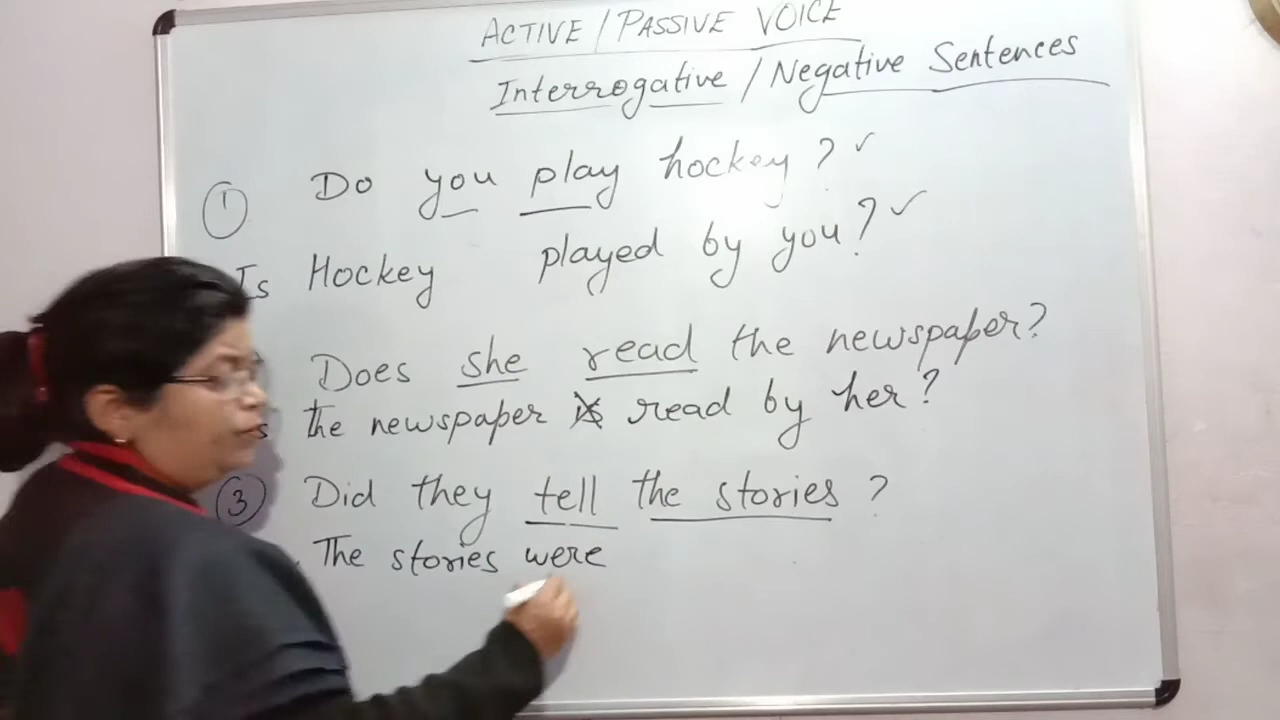 ACTIVE / PASSIVE VOICE
Interrogative / Negative Sentences
1 Do you play hockey? ✓
Is Hockey played by you? ✓
Does she read the newspaper?
the newspaper is read by her?
3 Did they tell the stories ?
The stories were